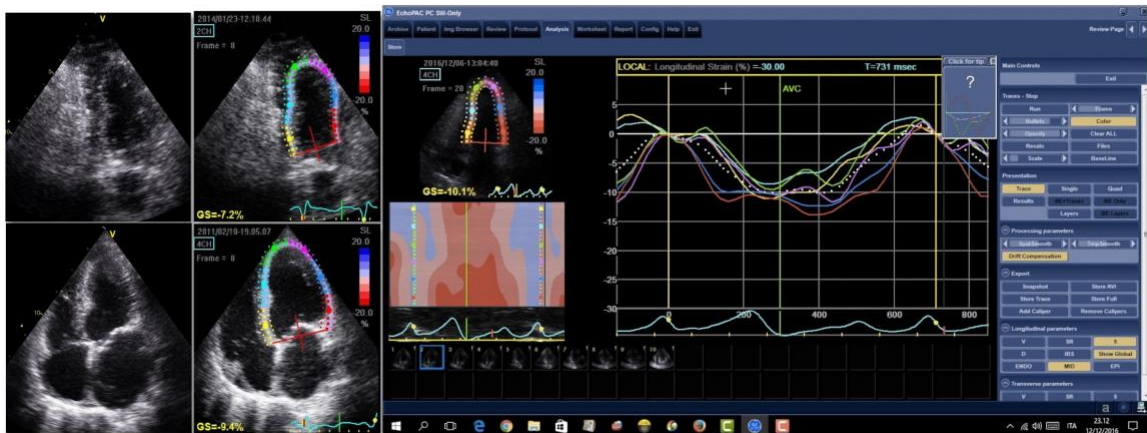 V
2014/01/23-12.10.44
SL
2CH
20.0
Frame = 8
20.0
%
GS=-7.2%
V
2011/02/10-19.05.07
SL
4CH
20.0
Frame = 8
20.0
%
GS=-9.4%
EchoPAC PC SW-Only
Archive Patient Img Browser Review Protocol Analysis Worksheet Report Config Help Exit
Review Page
Store
2016/12/06-13:04:40
SL
4CH
20.0
Frame = 28
-20.0
%
GS=-10.1%
LOCAL: Longitudinal Strain (%) =-30.00 T=731 msec
AVC
5
0
-5
-10
-15
-20
-25
-30
0 200 400 600 800
Click for tip
?
Main Controls
Exit
Traces - Stop
Run Frame
Bullets Color
Opacity Clear ALL
Recalc Files
Scale BaseLine
Presentation
Trace Single Quad
Results
Layers
Processing parameters
Drift Compensation
Export
Snapshot Store AVI
Store Trace Store Full
Add Caliper Remove Calipers
Longitudinal parameters
V SR S
D Show Global
ENDO MID EPI
Transverse parameters
V SR S
a
ITA
23.12
12/12/2016